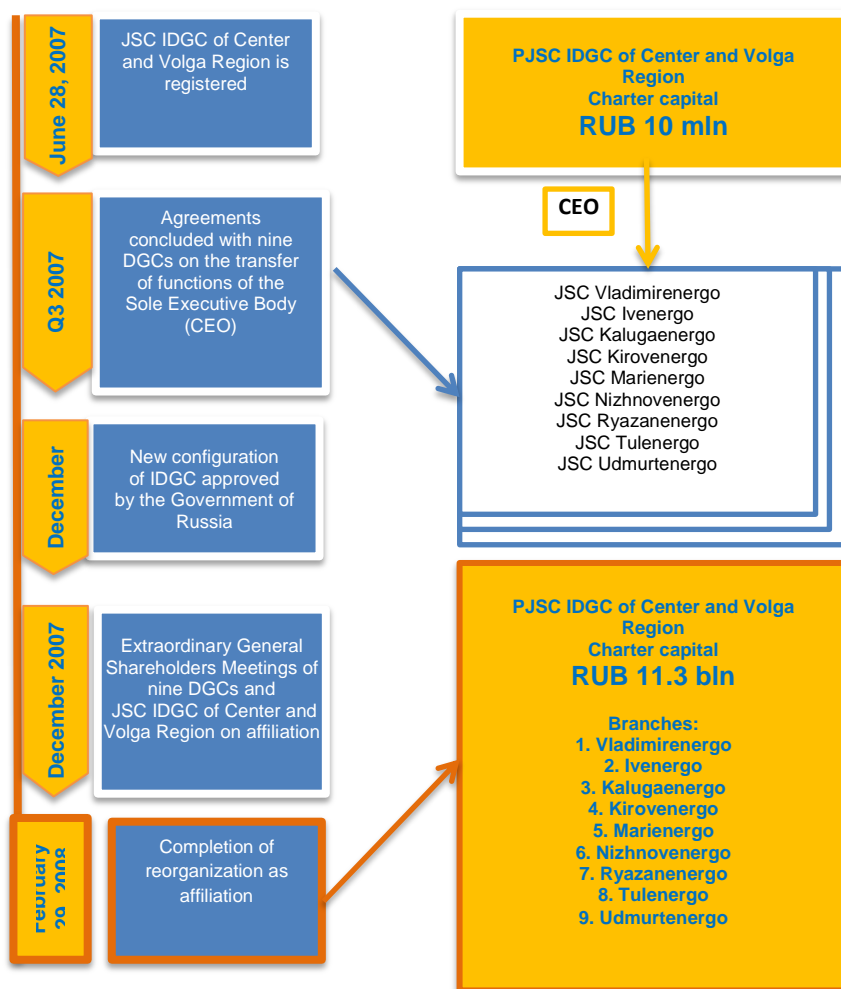 June 28, 2007
JSC IDGC of Center
and Volga Region is
registered
PJSC IDGC of Center and Volga
Region
Charter capital
RUB 10 mln
CEO
Q3 2007
Agreements
concluded with nine
DGCs on the transfer
of functions of the
Sole Executive Body
(CEO)
JSC Vladimirenergo
JSC Ivenergo
JSC Kalugaenergo
JSC Kirovenergo
JSC Marienergo
JSC Nizhnovenergo
JSC Ryazanenergo
JSC Tulenergo
JSC Udmurtenergo
December
New configuration
of IDGC approved
by the Government of
Russia
December 2007
Extraordinary General
Shareholders Meetings of
nine DGCs and
JSC IDGC of Center and
Volga Region on affiliation
PJSC IDGC of Center and Volga
Region
Charter capital
RUB 11.3 bln
Branches:
1. Vladimirenergo
2. Ivenergo
3. Kalugaenergo
4. Kirovenergo
5. Marienergo
6. Nizhnovenergo
7. Ryazanenergo
8. Tulenergo
9. Udmurtenergo
February
29, 2008
Completion of
reorganization as
affiliation